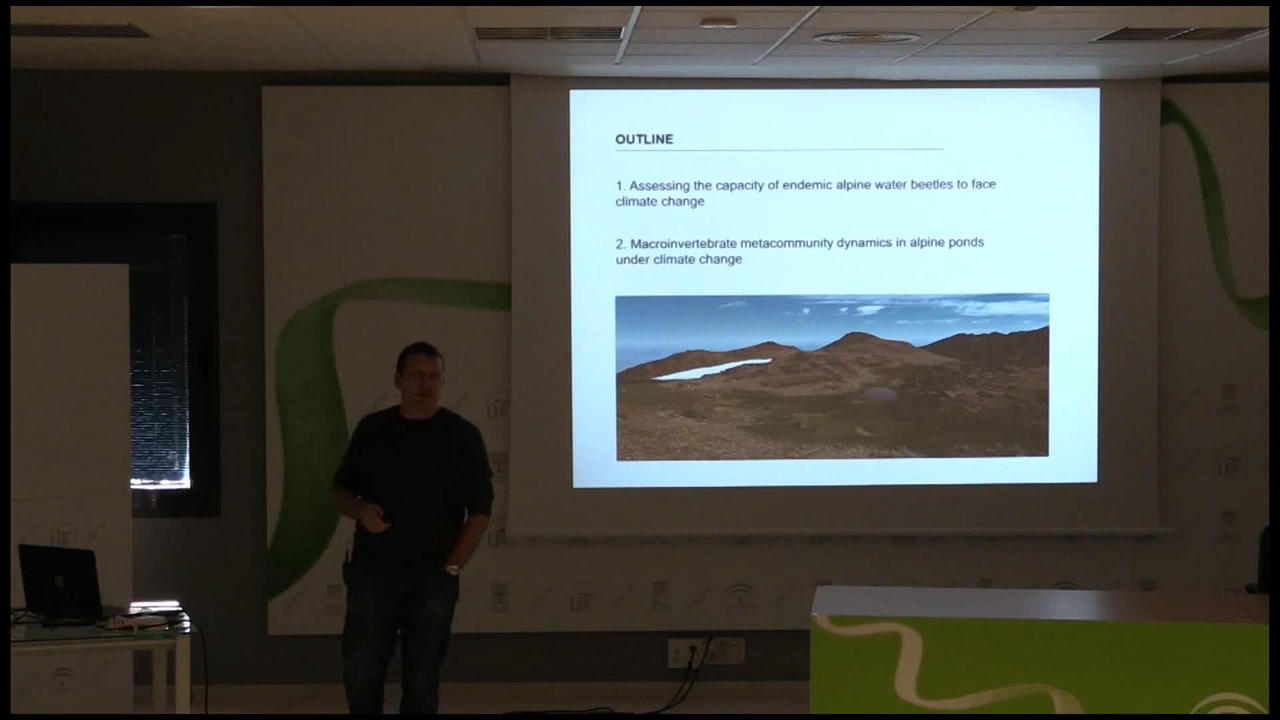 OUTLINE
1. Assessing the capacity of endemic alpine water beetles to face
climate change
2. Macroinvertebrate metacommunity dynamics in alpine ponds
under climate change